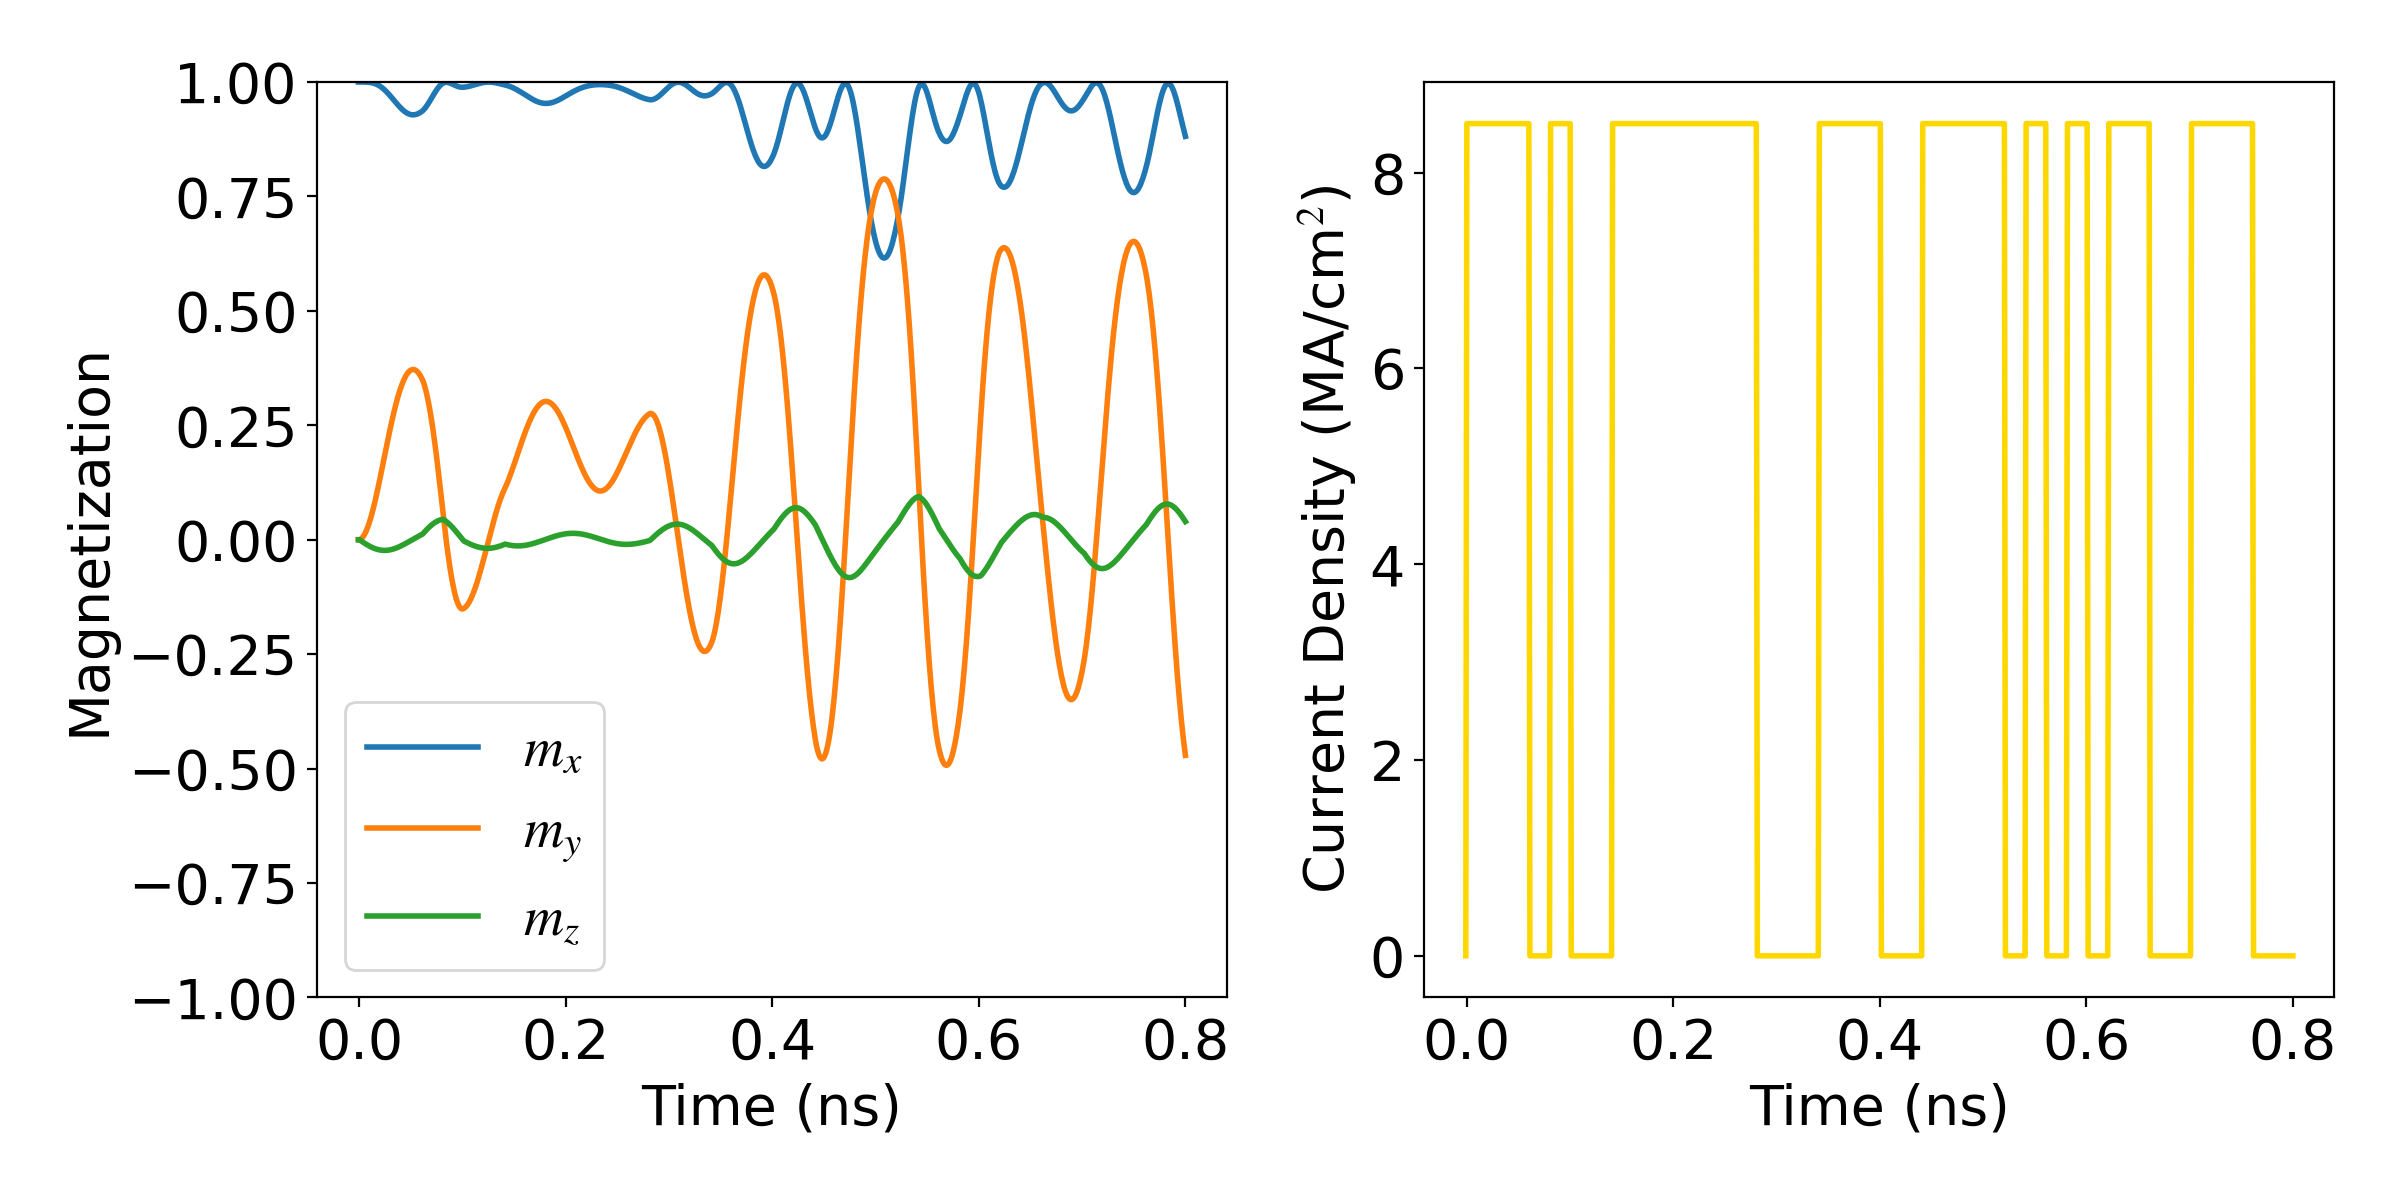 1.00
0.75
0.50
0.25
0.00
−0.25
−0.50
−0.75
−1.00
Magnetization
m_x
m_y
m_z
0.0 0.2 0.4 0.6 0.8
Time (ns)
8
6
4
2
0
Current Density (MA/cm²)
0.0 0.2 0.4 0.6 0.8
Time (ns)